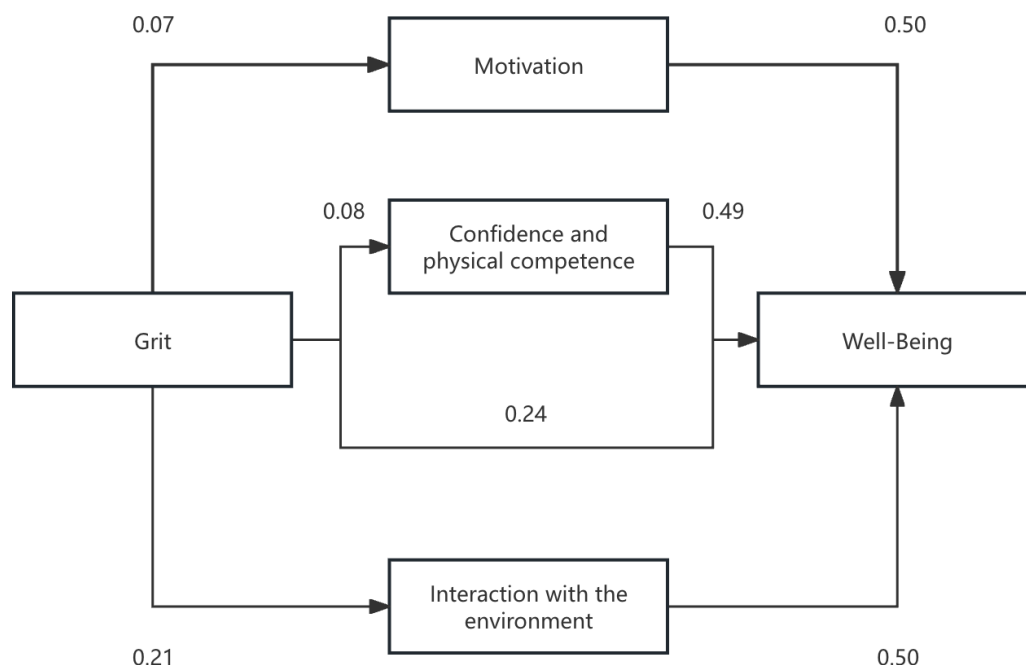 0.07
0.50
Motivation
0.08
0.49
Confidence and
physical competence
Grit
Well-Being
0.24
Interaction with the
environment
0.21
0.50